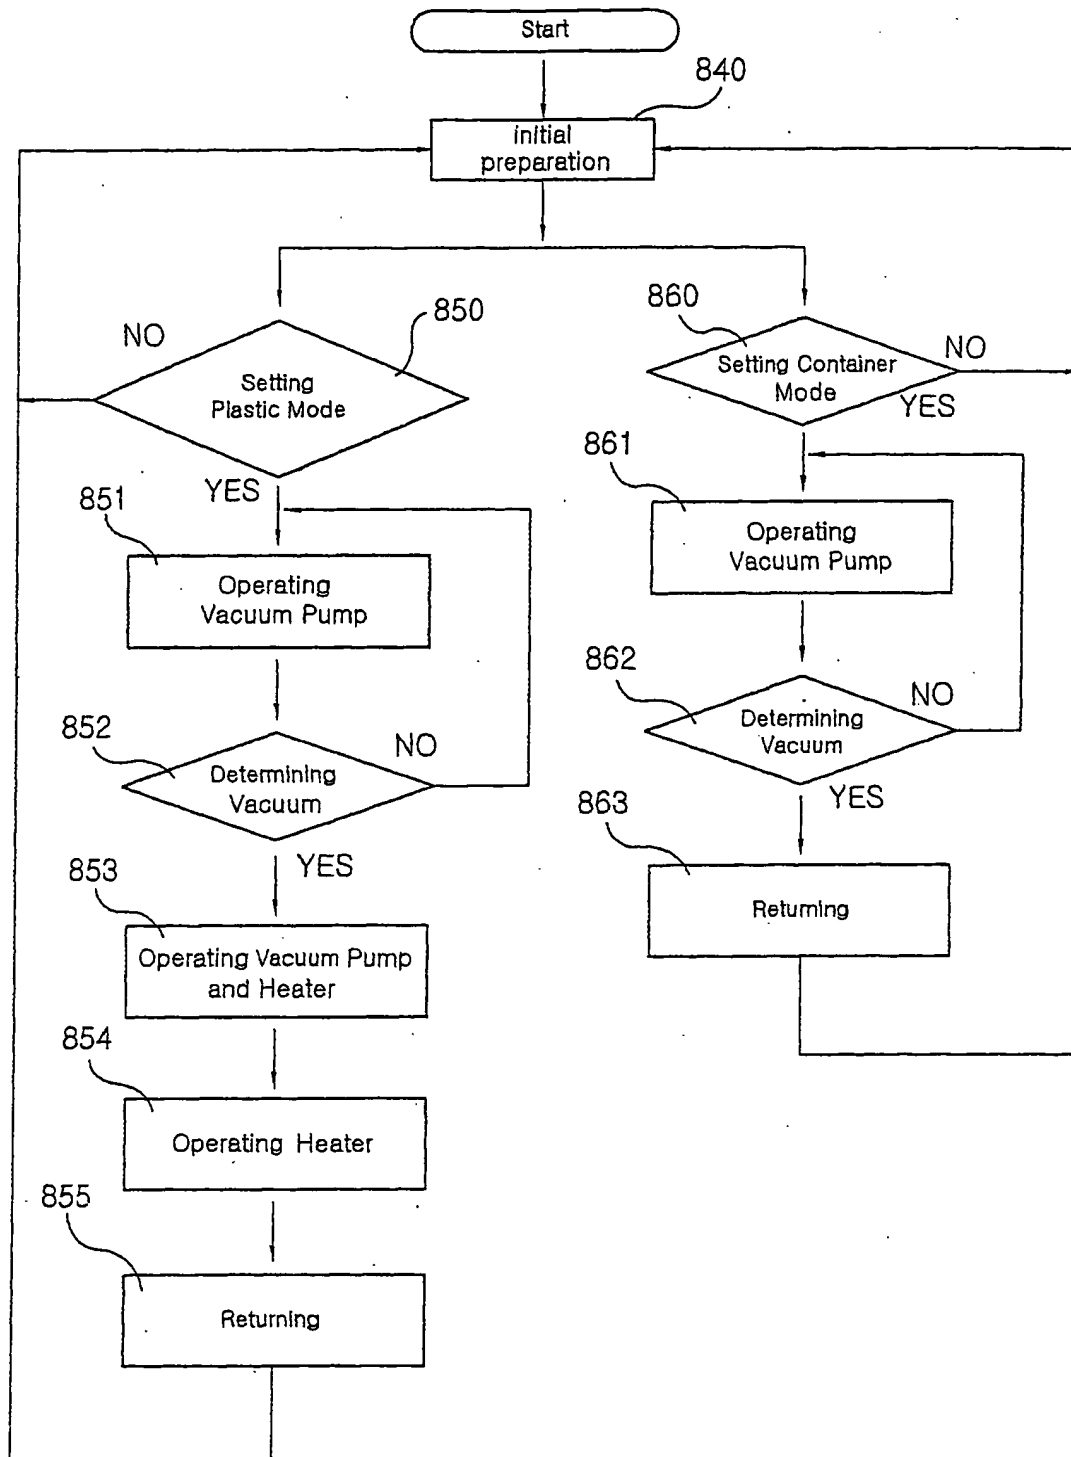 Start
840
initial
preparation
850
NO
Setting
Plastic Mode
YES
860
Setting Container
Mode
NO
YES
851
Operating
Vacuum Pump
861
Operating
Vacuum Pump
852
Determining
Vacuum
NO
YES
862
Determining
Vacuum
NO
YES
853
Operating Vacuum Pump
and Heater
863
Returning
854
Operating Heater
855
Returning